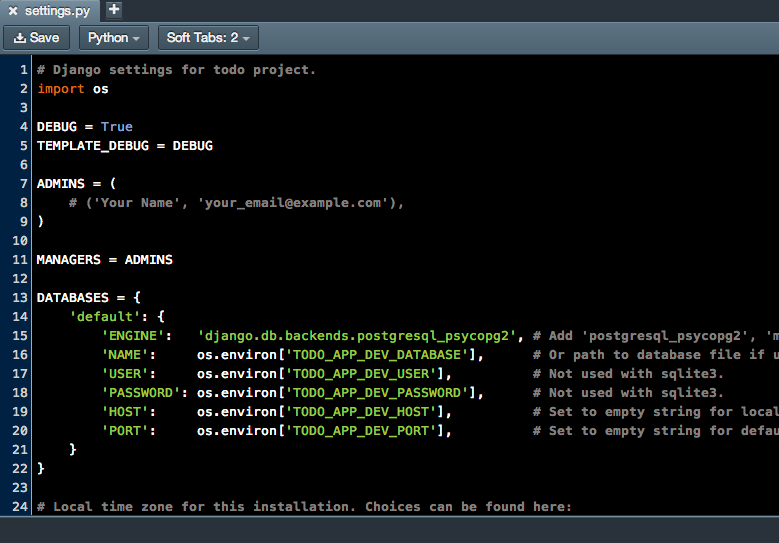 × settings.py +
Save Python Soft Tabs: 2
1 # Django settings for todo project.
2 import os
3
4 DEBUG = True
5 TEMPLATE_DEBUG = DEBUG
6
7 ADMINS = (
8     # ('Your Name', 'your_email@example.com'),
9 )
10
11 MANAGERS = ADMINS
12
13 DATABASES = {
14     'default': {
15         'ENGINE':   'django.db.backends.postgresql_psycopg2', # Add 'postgresql_psycopg2', 'm
16         'NAME':     os.environ['TODO_APP_DEV_DATABASE'],      # Or path to database file if u
17         'USER':     os.environ['TODO_APP_DEV_USER'],          # Not used with sqlite3.
18         'PASSWORD': os.environ['TODO_APP_DEV_PASSWORD'],      # Not used with sqlite3.
19         'HOST':     os.environ['TODO_APP_DEV_HOST'],          # Set to empty string for local
20         'PORT':     os.environ['TODO_APP_DEV_PORT'],          # Set to empty string for defau
21     }
22 }
23
24 # Local time zone for this installation. Choices can be found here: